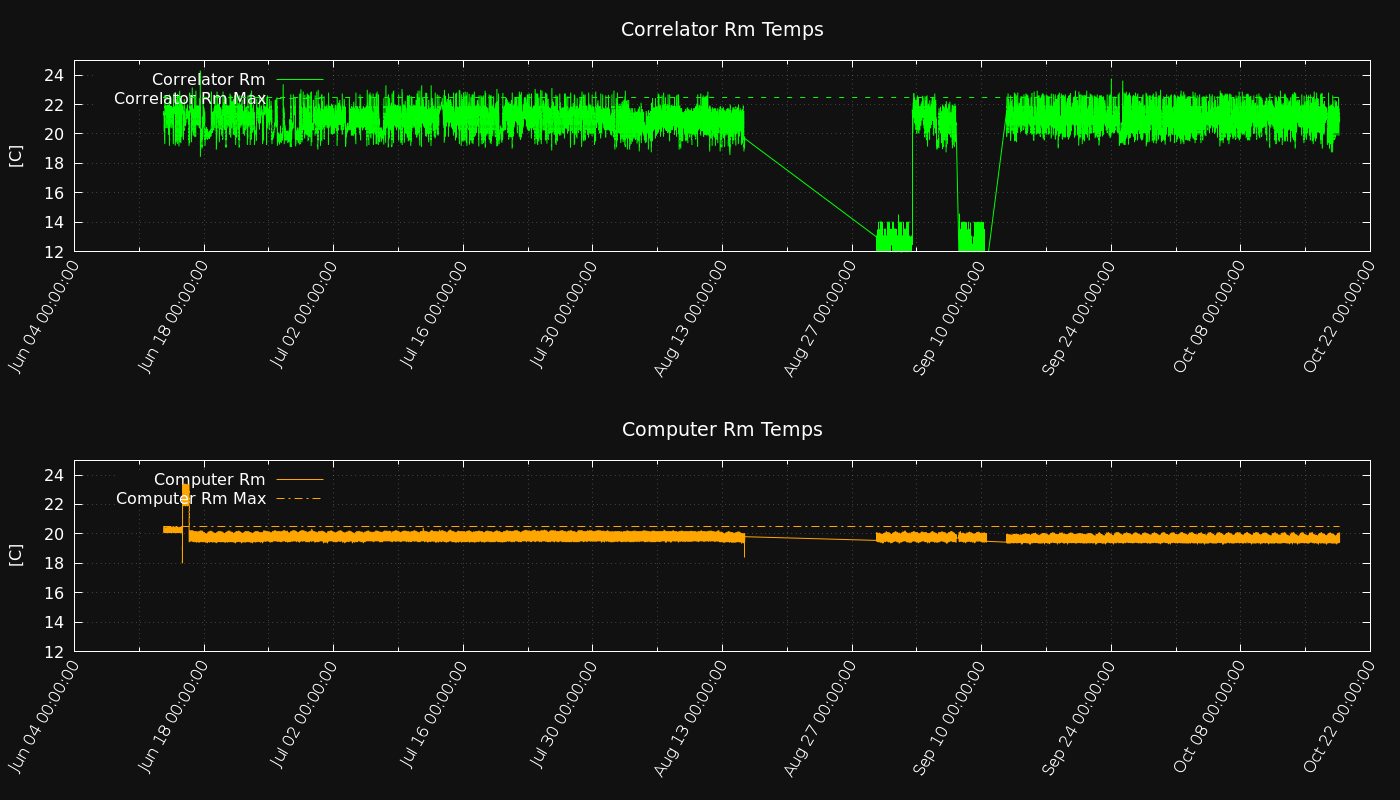 Correlator Rm Temps
Correlator Rm
Correlator Rm Max
[C]
24
22
20
18
16
14
12
Jun 04 00:00:00
Jun 18 00:00:00
Jul 02 00:00:00
Jul 16 00:00:00
Jul 30 00:00:00
Aug 13 00:00:00
Aug 27 00:00:00
Sep 10 00:00:00
Sep 24 00:00:00
Oct 08 00:00:00
Oct 22 00:00:00
Computer Rm Temps
Computer Rm
Computer Rm Max
[C]
24
22
20
18
16
14
12
Jun 04 00:00:00
Jun 18 00:00:00
Jul 02 00:00:00
Jul 16 00:00:00
Jul 30 00:00:00
Aug 13 00:00:00
Aug 27 00:00:00
Sep 10 00:00:00
Sep 24 00:00:00
Oct 08 00:00:00
Oct 22 00:00:00